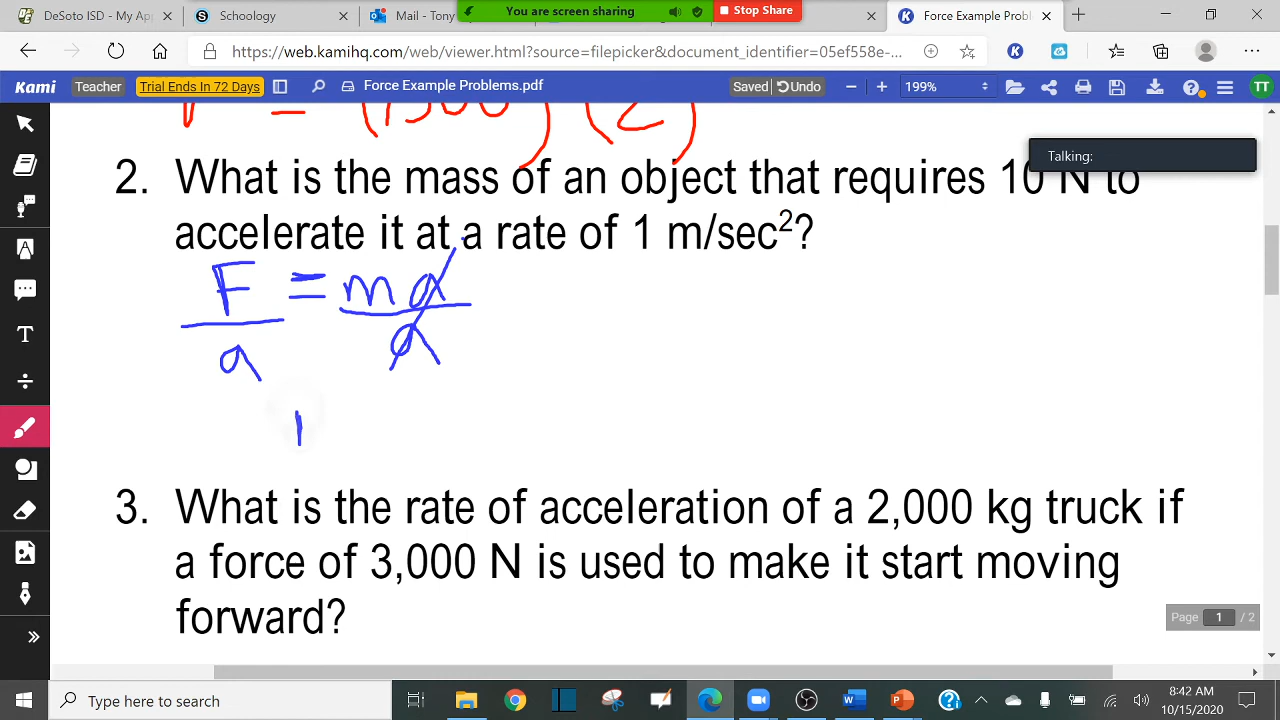 DeSoto SD - My Ap
Schoology
Mail - Tony
You are screen sharing
Stop Share
Force Example Probl
https://web.kamihq.com/web/viewer.html?source=filepicker&document_identifier=05ef558e-...
Kami
Teacher
Trial Ends In 72 Days
Force Example Problems.pdf
Saved
Undo
199%
TT
F = (1500) (2)
Talking:
2. What is the mass of an object that requires 10 N to
accelerate it at a rate of 1 m/sec²?
F = ma
a a
3. What is the rate of acceleration of a 2,000 kg truck if
a force of 3,000 N is used to make it start moving
forward?
Page 1 / 2
Type here to search
8:42 AM
10/15/2020